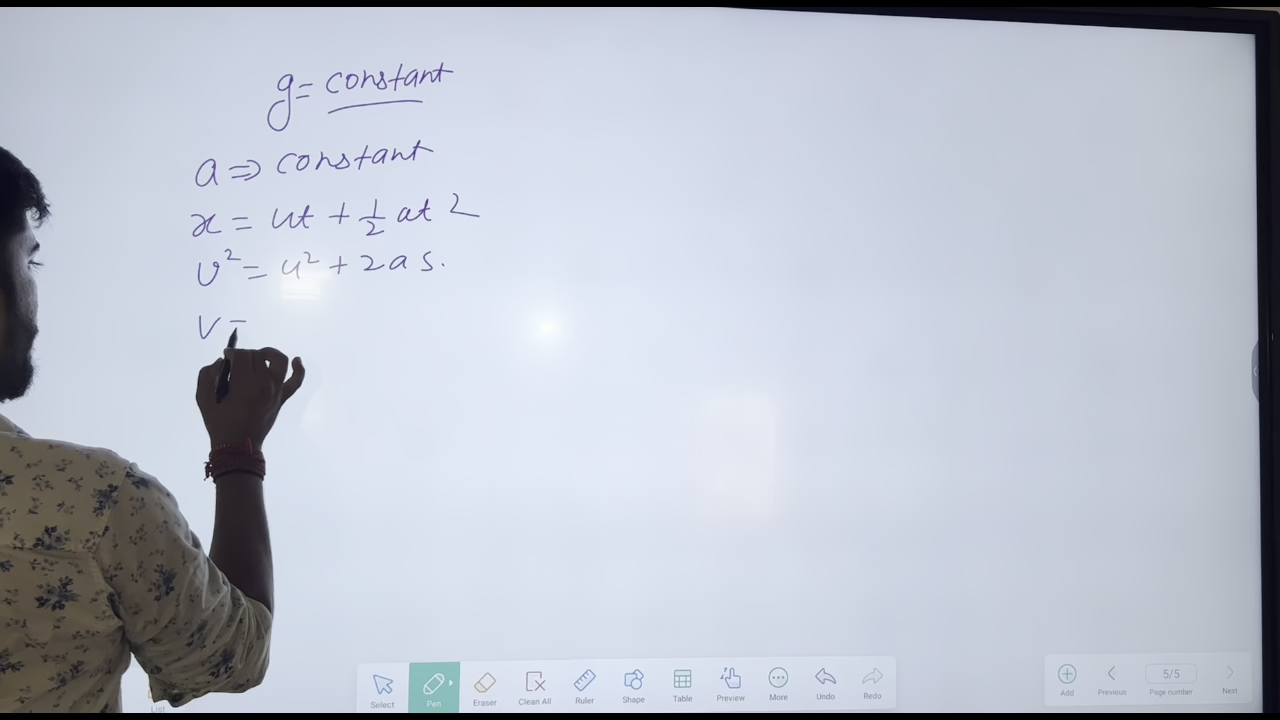 g = constant
a ⇒ constant
x = ut + 1/2 at 2
v² = u² + 2as.
v =
Select
Pen
Eraser
Clean All
Ruler
Shape
Table
Preview
More
Undo
Redo
Add
Previous
5/5
Page number
Next
List